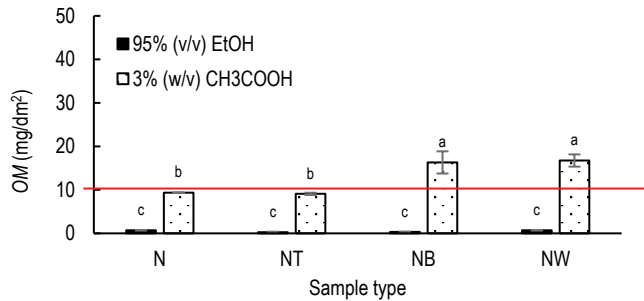 50
40
30
20
10
0
OM (mg/dm²)
95% (v/v) EtOH
3% (w/v) CH3COOH
c b c b c a c a
N NT NB NW
Sample type